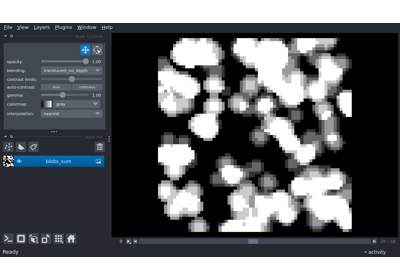 File View Layers Plugins Window Help
opacity: 1.00
blending: translucent_no_depth
contrast limits:
auto-contrast: once continuous
gamma: 1.00
colormap: gray
interpolation: nearest
blobs_sum
Ready
activity